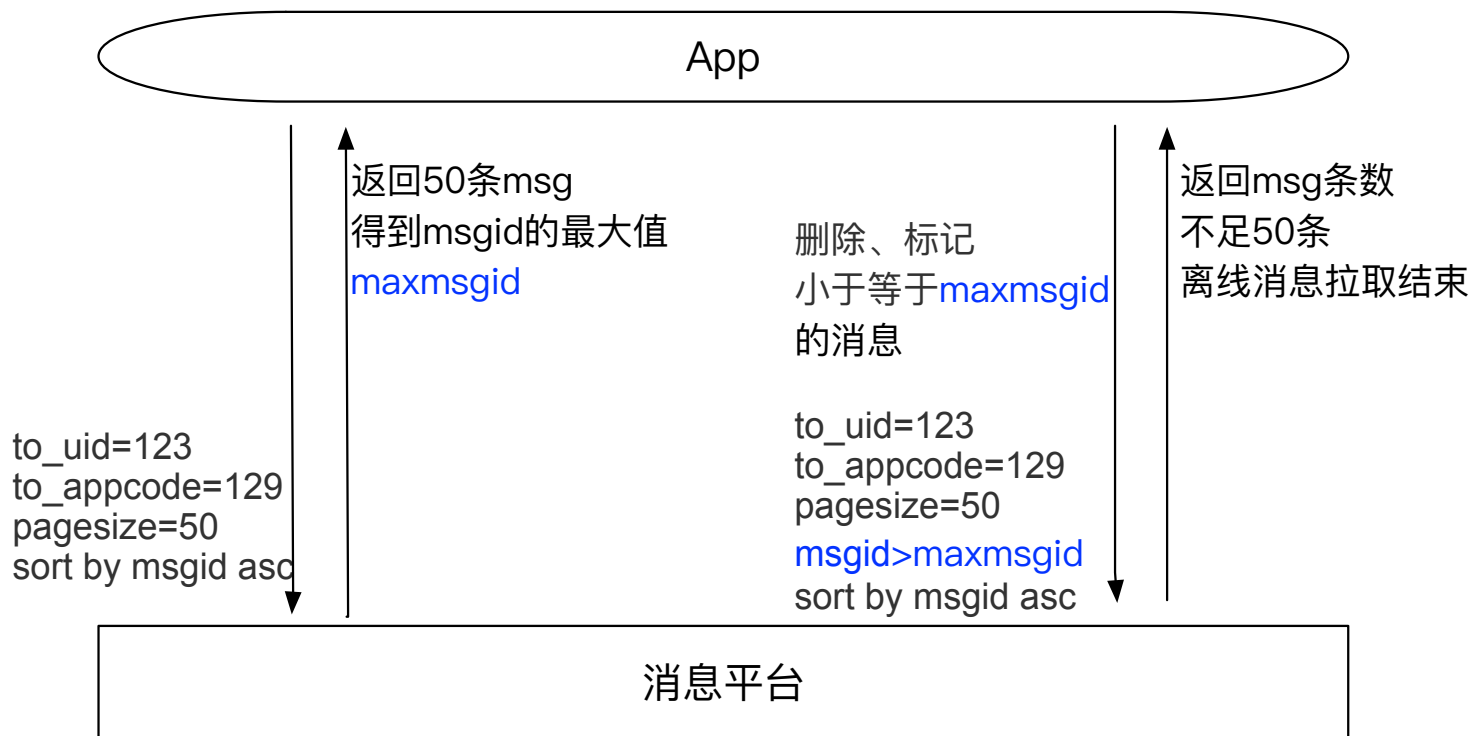 App
返回50条msg
得到msgid的最大值
maxmsgid
to_uid=123
to_appcode=129
pagesize=50
sort by msgid asc
删除、标记
小于等于maxmsgid
的消息
to_uid=123
to_appcode=129
pagesize=50
msgid>maxmsgid
sort by msgid asc
返回msg条数
不足50条
离线消息拉取结束
消息平台